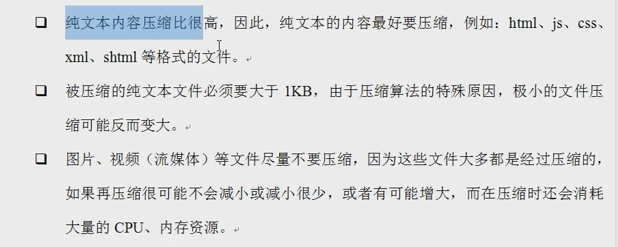 ❑ 纯文本内容压缩比很高，因此，纯文本的内容最好要压缩，例如：html、js、css、
xml、shtml 等格式的文件。
❑ 被压缩的纯文本文件必须要大于 1KB，由于压缩算法的特殊原因，极小的文件压
缩可能反而变大。
❑ 图片、视频（流媒体）等文件尽量不要压缩，因为这些文件大多都是经过压缩的，
如果再压缩很可能不会减小或减小很少，或者有可能增大，而在压缩时还会消耗
大量的 CPU、内存资源。